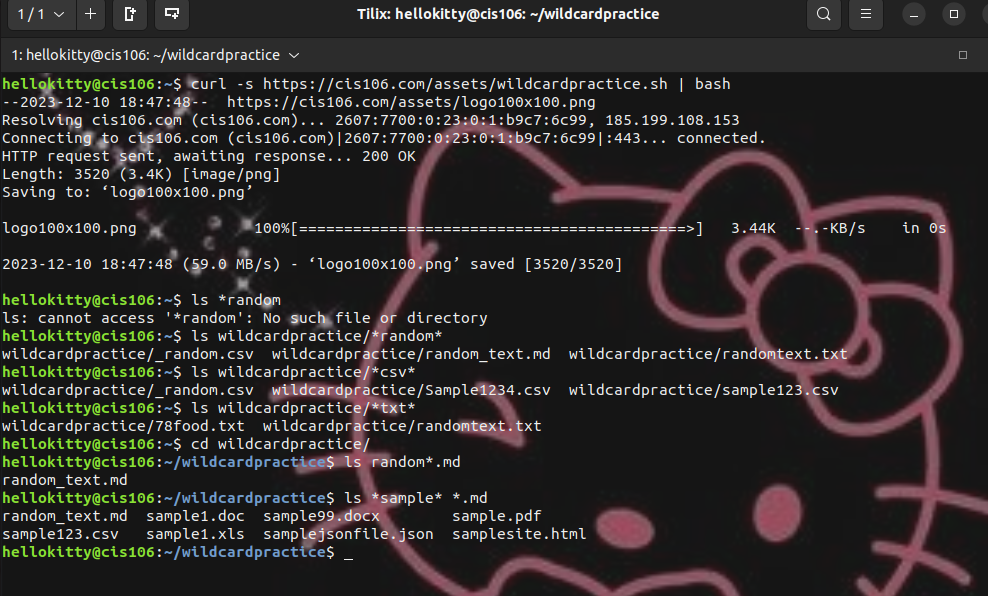 1 / 1
Tilix: hellokitty@cis106: ~/wildcardpractice
1: hellokitty@cis106: ~/wildcardpractice
hellokitty@cis106:~$ curl -s https://cis106.com/assets/wildcardpractice.sh | bash
--2023-12-10 18:47:48--  https://cis106.com/assets/logo100x100.png
Resolving cis106.com (cis106.com)... 2607:7700:0:23:0:1:b9c7:6c99, 185.199.108.153
Connecting to cis106.com (cis106.com)|2607:7700:0:23:0:1:b9c7:6c99|:443... connected.
HTTP request sent, awaiting response... 200 OK
Length: 3520 (3.4K) [image/png]
Saving to: ‘logo100x100.png’
logo100x100.png             100%[===========================================>]   3.44K  --.-KB/s    in 0s
2023-12-10 18:47:48 (59.0 MB/s) - ‘logo100x100.png’ saved [3520/3520]
hellokitty@cis106:~$ ls *random
ls: cannot access '*random': No such file or directory
hellokitty@cis106:~$ ls wildcardpractice/*random*
wildcardpractice/_random.csv  wildcardpractice/random_text.md  wildcardpractice/randomtext.txt
hellokitty@cis106:~$ ls wildcardpractice/*csv*
wildcardpractice/_random.csv  wildcardpractice/Sample1234.csv  wildcardpractice/sample123.csv
hellokitty@cis106:~$ ls wildcardpractice/*txt*
wildcardpractice/78food.txt  wildcardpractice/randomtext.txt
hellokitty@cis106:~$ cd wildcardpractice/
hellokitty@cis106:~/wildcardpractice$ ls random*.md
random_text.md
hellokitty@cis106:~/wildcardpractice$ ls *sample* *.md
random_text.md  sample1.doc  sample99.docx        sample.pdf
sample123.csv   sample1.xls  samplejsonfile.json  samplesite.html
hellokitty@cis106:~/wildcardpractice$ _